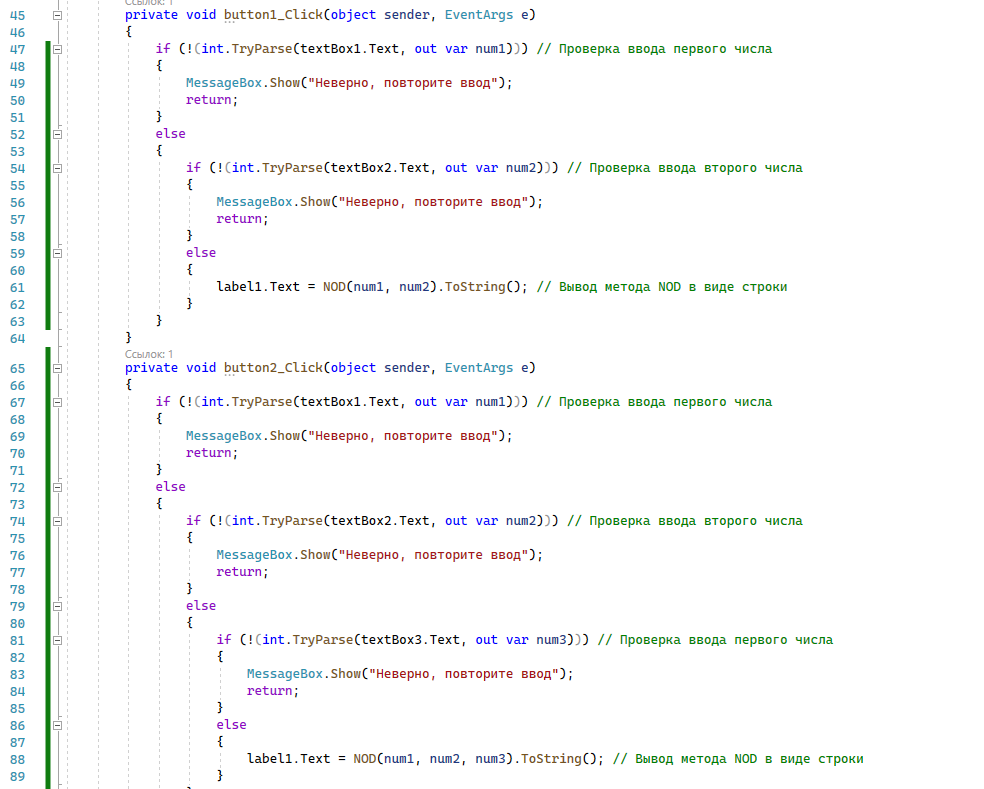 Ссылок: 1
45 private void button1_Click(object sender, EventArgs e)
46 {
47 if (!(int.TryParse(textBox1.Text, out var num1))) // Проверка ввода первого числа
48 {
49 MessageBox.Show("Неверно, повторите ввод");
50 return;
51 }
52 else
53 {
54 if (!(int.TryParse(textBox2.Text, out var num2))) // Проверка ввода второго числа
55 {
56 MessageBox.Show("Неверно, повторите ввод");
57 return;
58 }
59 else
60 {
61 label1.Text = NOD(num1, num2).ToString(); // Вывод метода NOD в виде строки
62 }
63 }
64 }
Ссылок: 1
65 private void button2_Click(object sender, EventArgs e)
66 {
67 if (!(int.TryParse(textBox1.Text, out var num1))) // Проверка ввода первого числа
68 {
69 MessageBox.Show("Неверно, повторите ввод");
70 return;
71 }
72 else
73 {
74 if (!(int.TryParse(textBox2.Text, out var num2))) // Проверка ввода второго числа
75 {
76 MessageBox.Show("Неверно, повторите ввод");
77 return;
78 }
79 else
80 {
81 if (!(int.TryParse(textBox3.Text, out var num3))) // Проверка ввода первого числа
82 {
83 MessageBox.Show("Неверно, повторите ввод");
84 return;
85 }
86 else
87 {
88 label1.Text = NOD(num1, num2, num3).ToString(); // Вывод метода NOD в виде строки
89 }